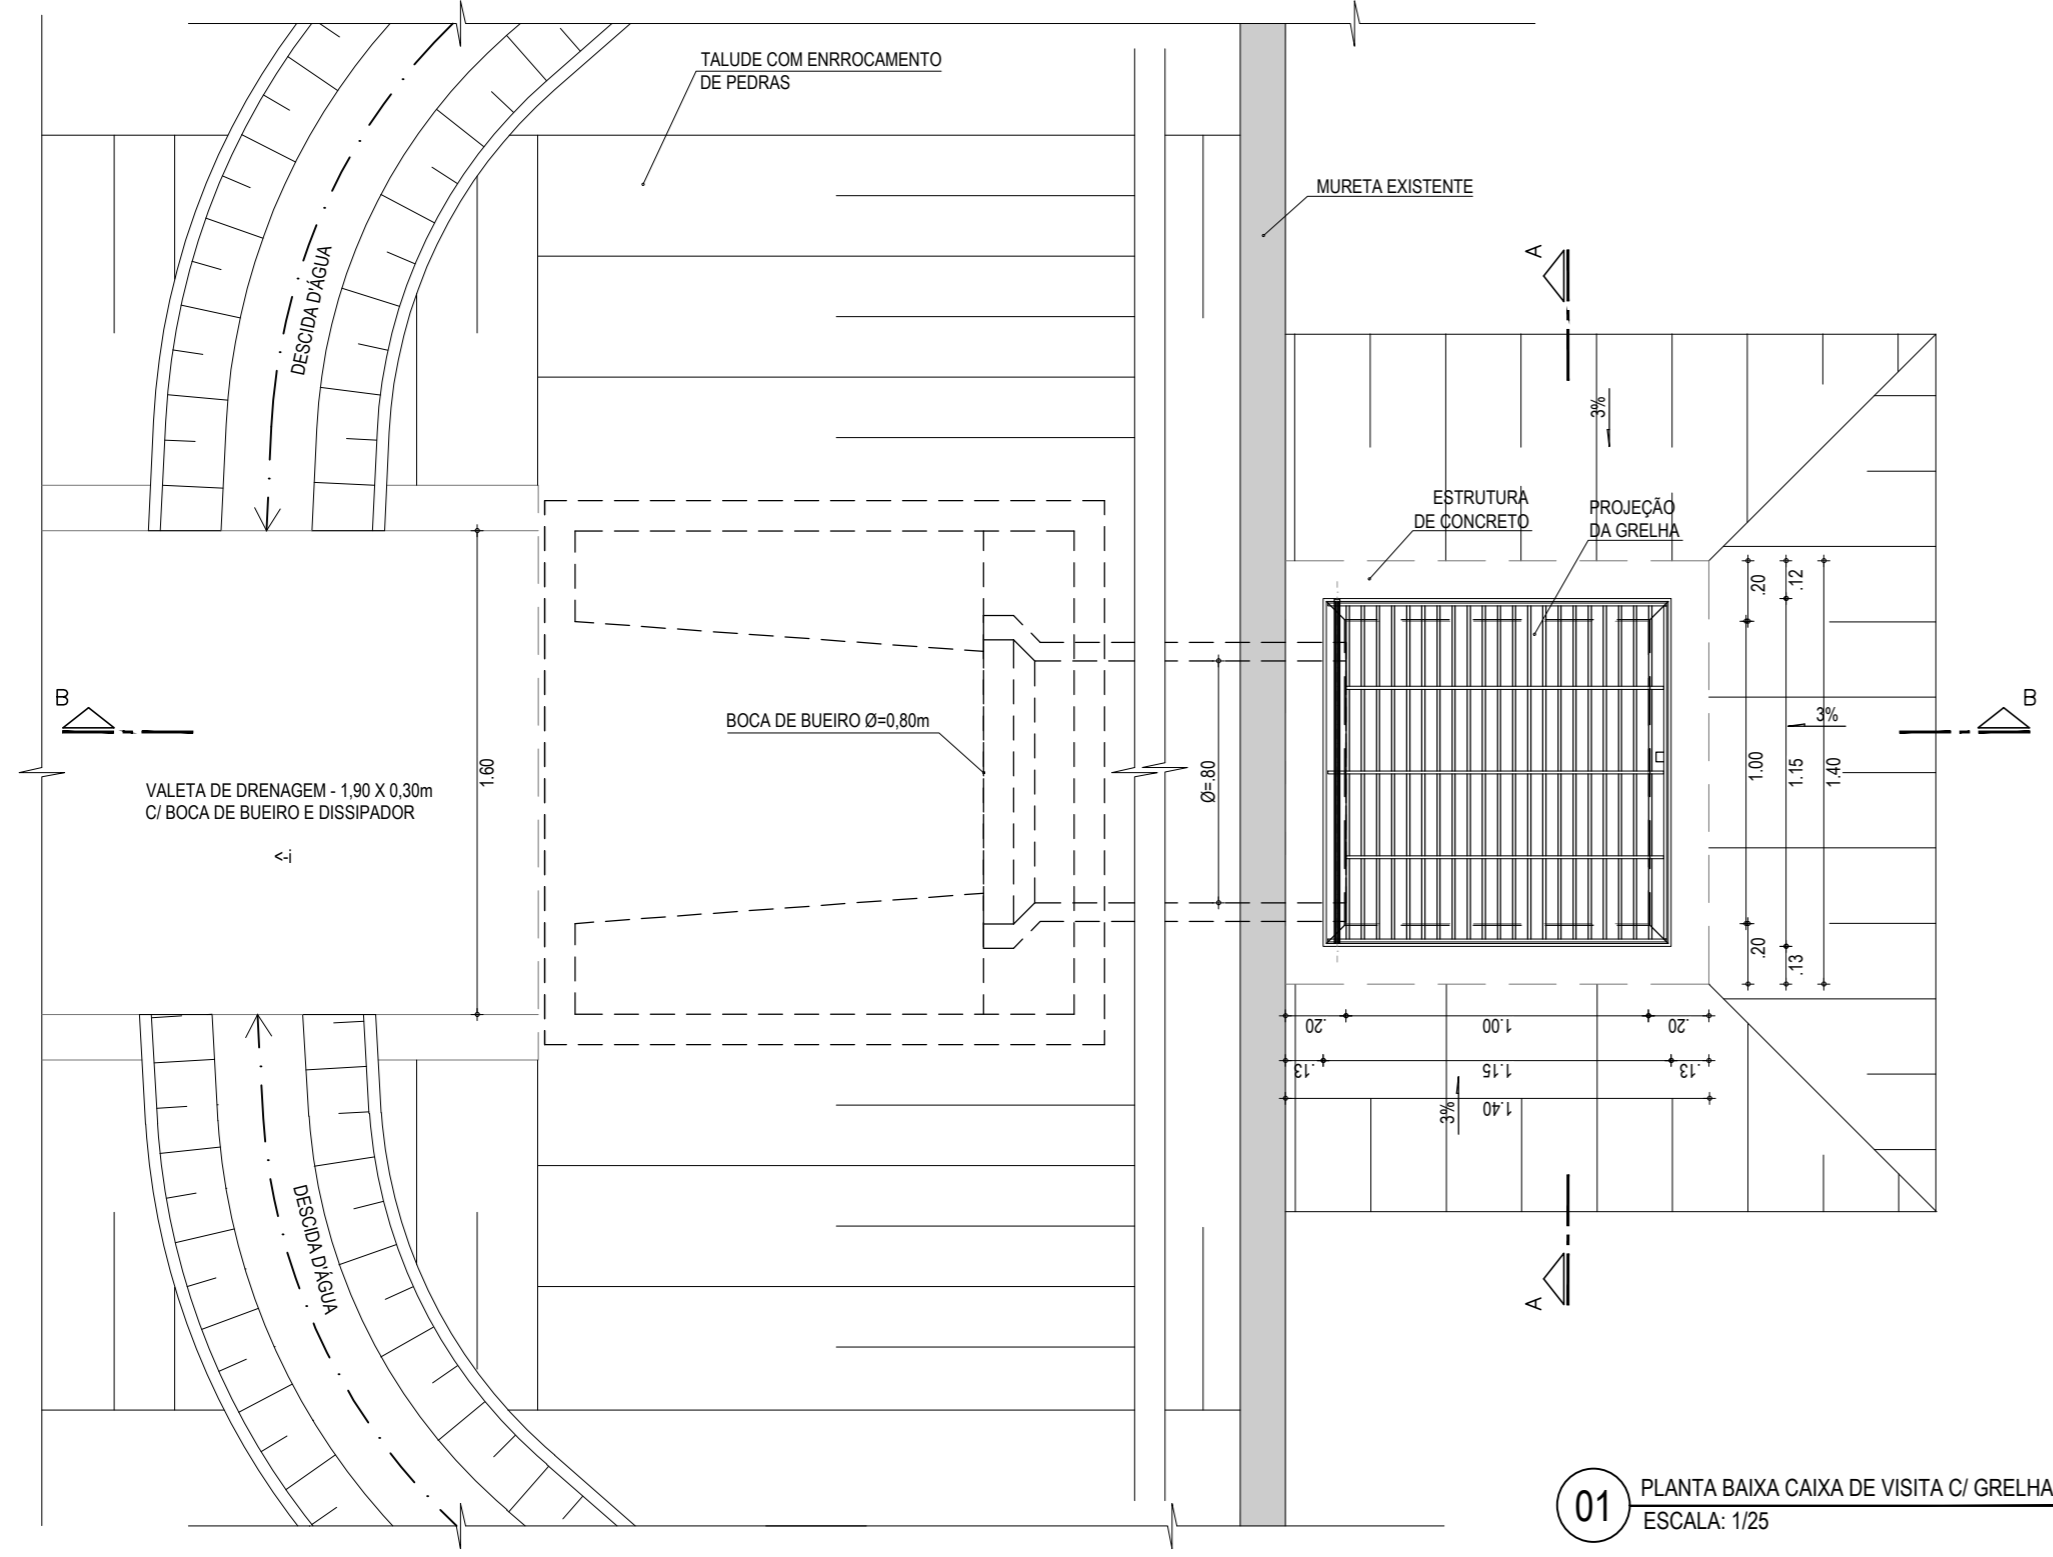 TALUDE COM ENRROCAMENTO
DE PEDRAS
MURETA EXISTENTE
DESCIDA D'ÁGUA
A
3%
ESTRUTURA
DE CONCRETO
PROJEÇÃO
DA GRELHA
.20
.12
B
BOCA DE BUEIRO Ø=0,80m
1.60
VALETA DE DRENAGEM - 1,90 X 0,30m
C/ BOCA DE BUEIRO E DISSIPADOR
<-i
Ø=.80
3%
B
1.00
1.15
1.40
.20
.13
.20
1.00
.20
.13
1.15
.13
3%
1.40
DESCIDA D'ÁGUA
A
01
PLANTA BAIXA CAIXA DE VISITA C/ GRELHA
ESCALA: 1/25